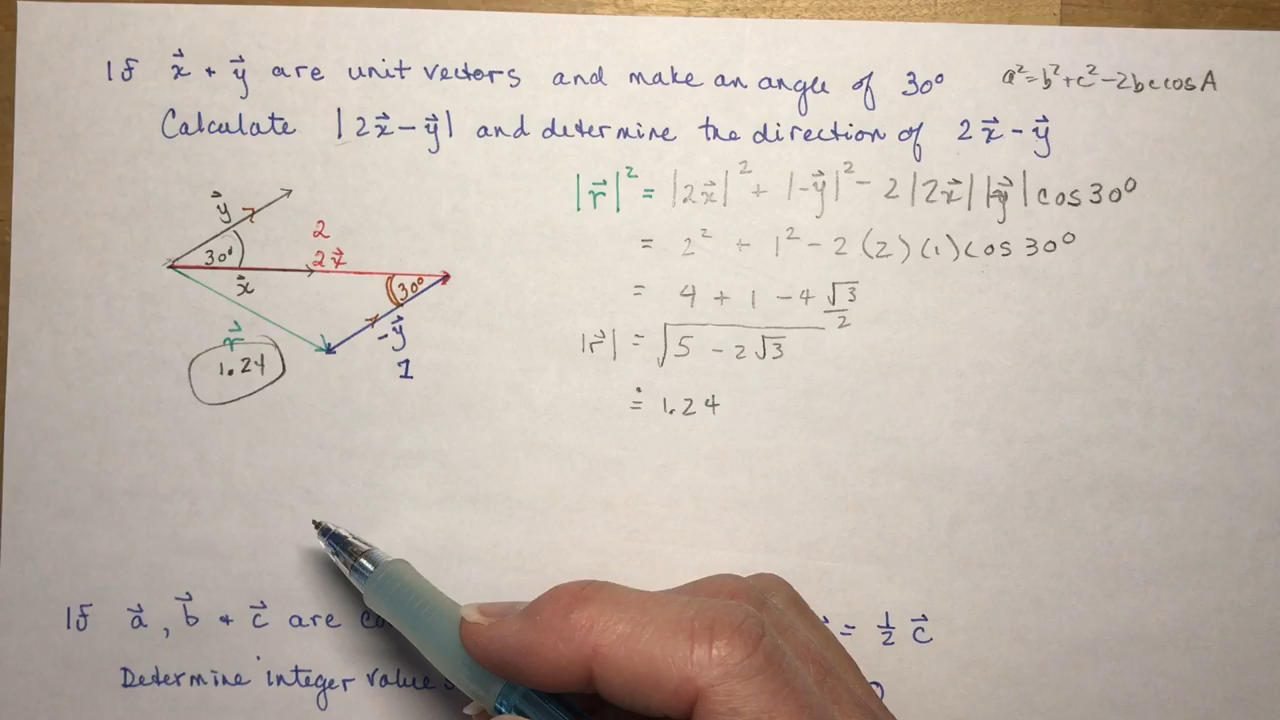 If x⃗ + y⃗ are unit vectors and make an angle of 30°
a² = b² + c² - 2bc cos A
Calculate |2x⃗ - y⃗| and determine the direction of 2x⃗ - y⃗
y⃗
30°
x⃗
2
2x⃗
30°
-y⃗
1
r⃗
1.24
|r⃗|² = |2x⃗|² + |-y⃗|² - 2|2x⃗||-y⃗| cos 30°
= 2² + 1² - 2(2)(1) cos 30°
= 4 + 1 - 4 √3/2
|r⃗| = √(5 - 2√3)
≐ 1.24
If a⃗, b⃗ + c⃗ are = ½ c⃗
Determine integer